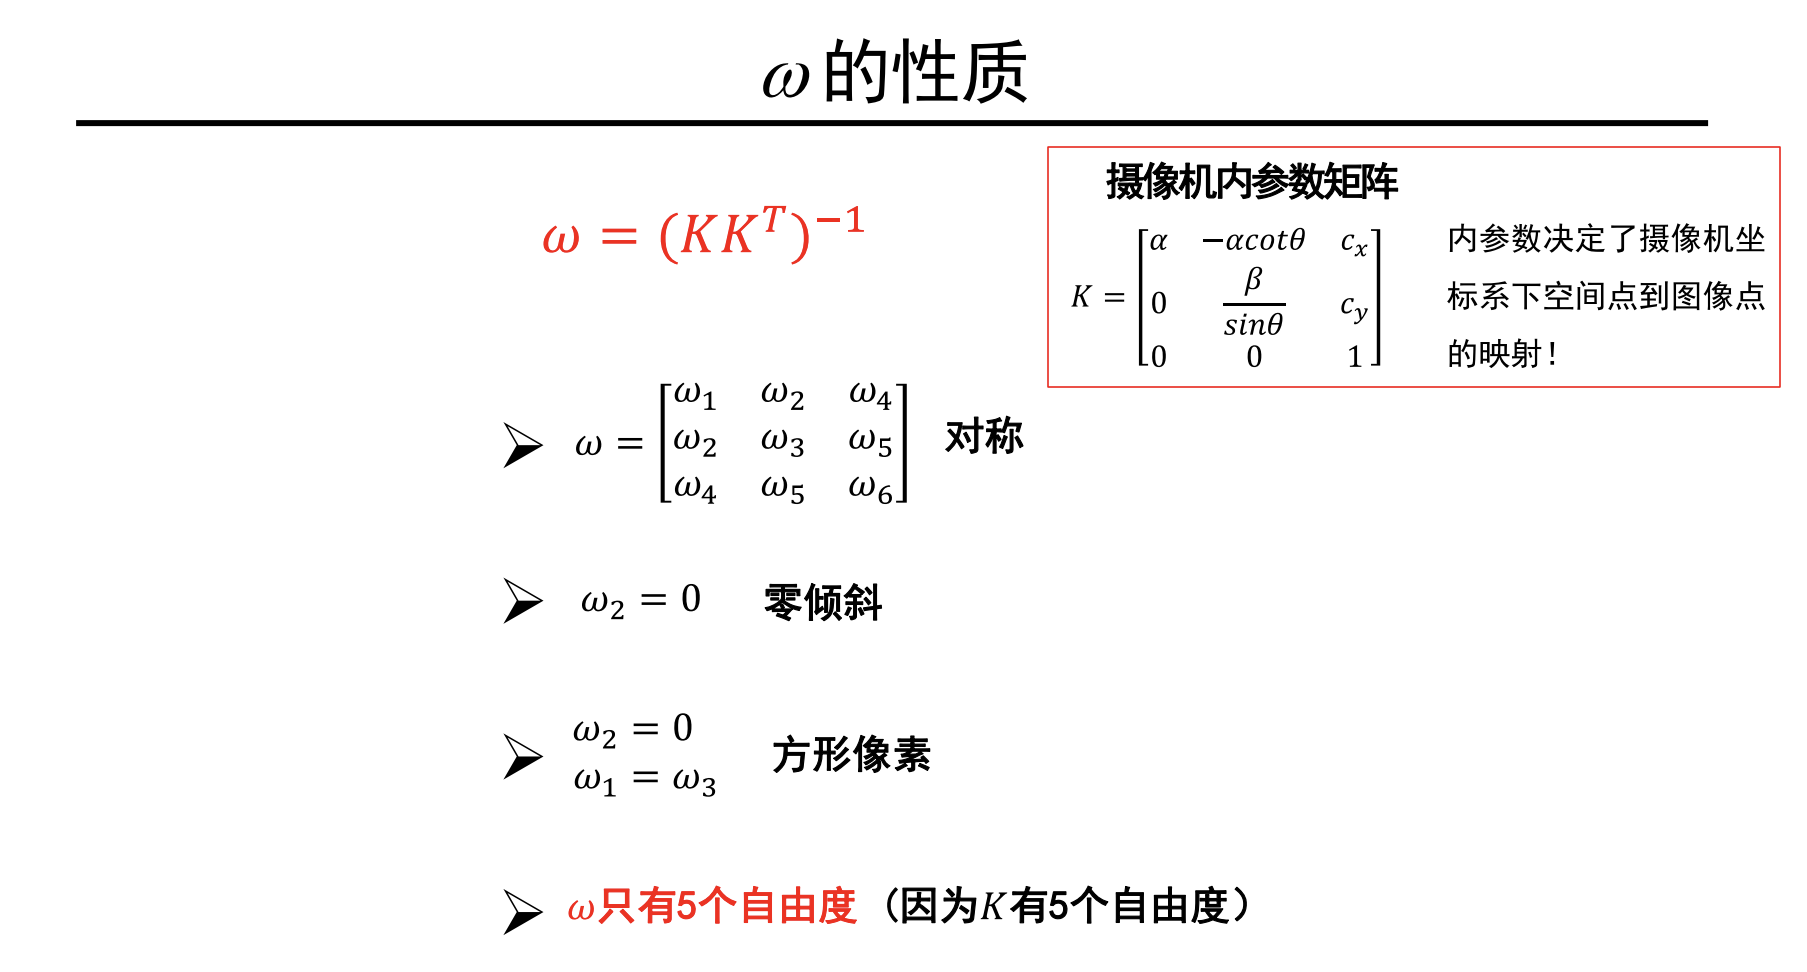 ω 的性质
ω = (KKᵀ)⁻¹
摄像机内参数矩阵
K = [α −αcotθ cₓ; 0 β/sinθ c_y; 0 0 1]
内参数决定了摄像机坐
标系下空间点到图像点
的映射！
➢ ω = [ω₁ ω₂ ω₄; ω₂ ω₃ ω₅; ω₄ ω₅ ω₆] 对称
➢ ω₂ = 0 零倾斜
➢ ω₂ = 0
ω₁ = ω₃ 方形像素
➢ ω只有5个自由度（因为K有5个自由度）